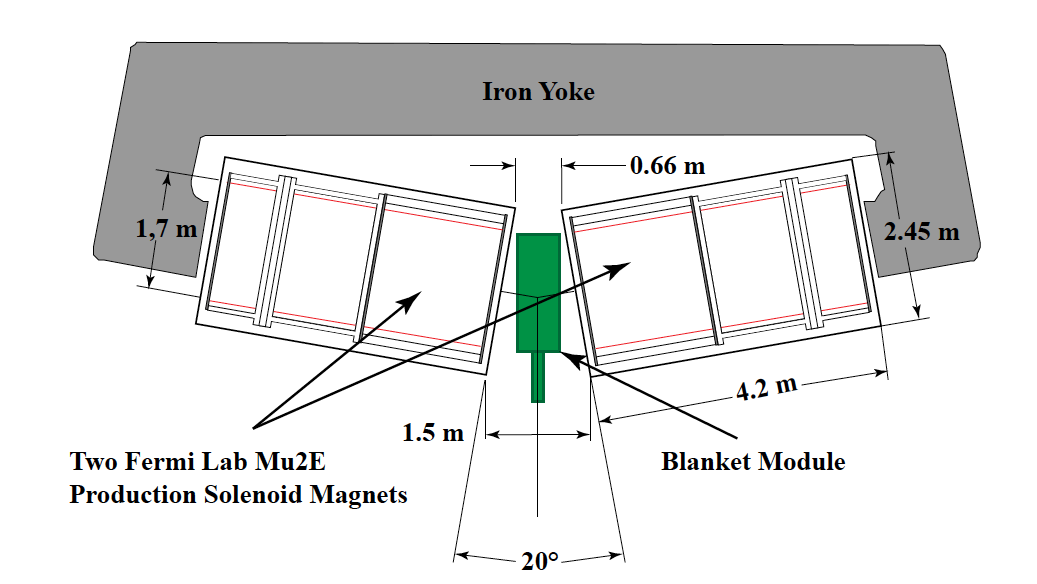 Iron Yoke
0.66 m
1,7 m
2.45 m
4.2 m
1.5 m
Two Fermi Lab Mu2E
Production Solenoid Magnets
Blanket Module
20°